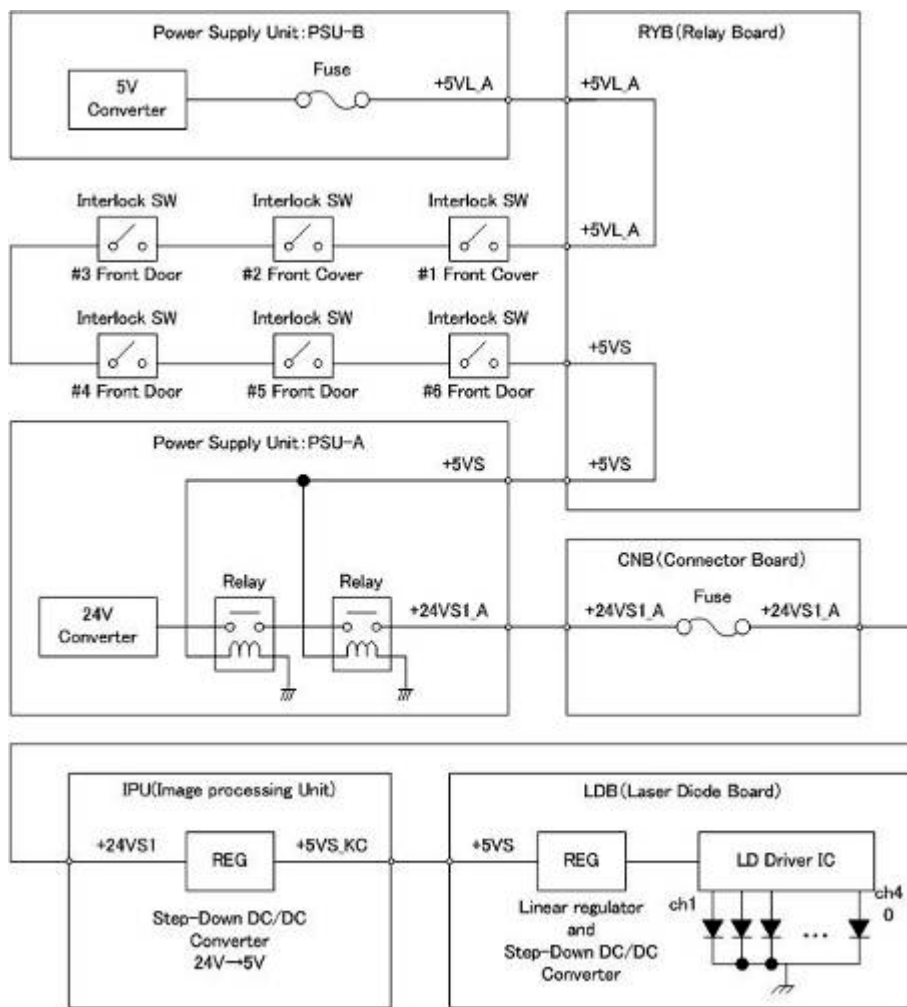 Power Supply Unit:PSU-B
5V
Converter
Fuse
+5VL_A
RYB(Relay Board)
+5VL_A
Interlock SW
#3 Front Door
Interlock SW
#2 Front Cover
Interlock SW
#1 Front Cover
+5VL_A
Interlock SW
#4 Front Door
Interlock SW
#5 Front Door
Interlock SW
#6 Front Door
+5VS
Power Supply Unit:PSU-A
+5VS
+5VS
24V
Converter
Relay
Relay
+24VS1_A
CNB(Connector Board)
+24VS1_A
Fuse
+24VS1_A
IPU(Image processing Unit)
+24VS1
REG
+5VS_KC
Step-Down DC/DC
Converter
24V→5V
LDB(Laser Diode Board)
+5VS
REG
Linear regulator
and
Step-Down DC/DC
Converter
LD Driver IC
ch1
...
ch4
0